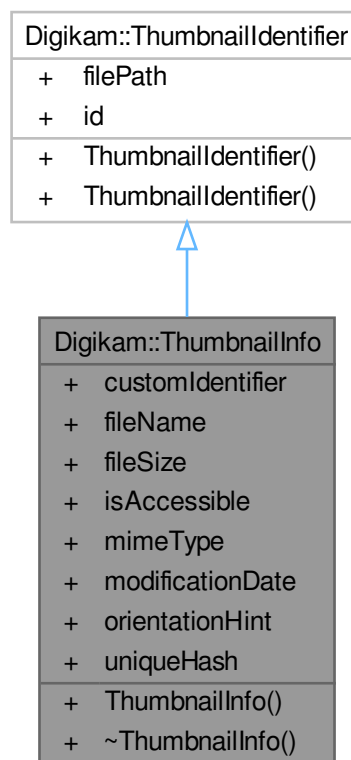 Digikam::ThumbnailIdentifier
+ filePath
+ id
+ ThumbnailIdentifier()
+ ThumbnailIdentifier()
Digikam::ThumbnailInfo
+ customIdentifier
+ fileName
+ fileSize
+ isAccessible
+ mimeType
+ modificationDate
+ orientationHint
+ uniqueHash
+ ThumbnailInfo()
+ ~ThumbnailInfo()